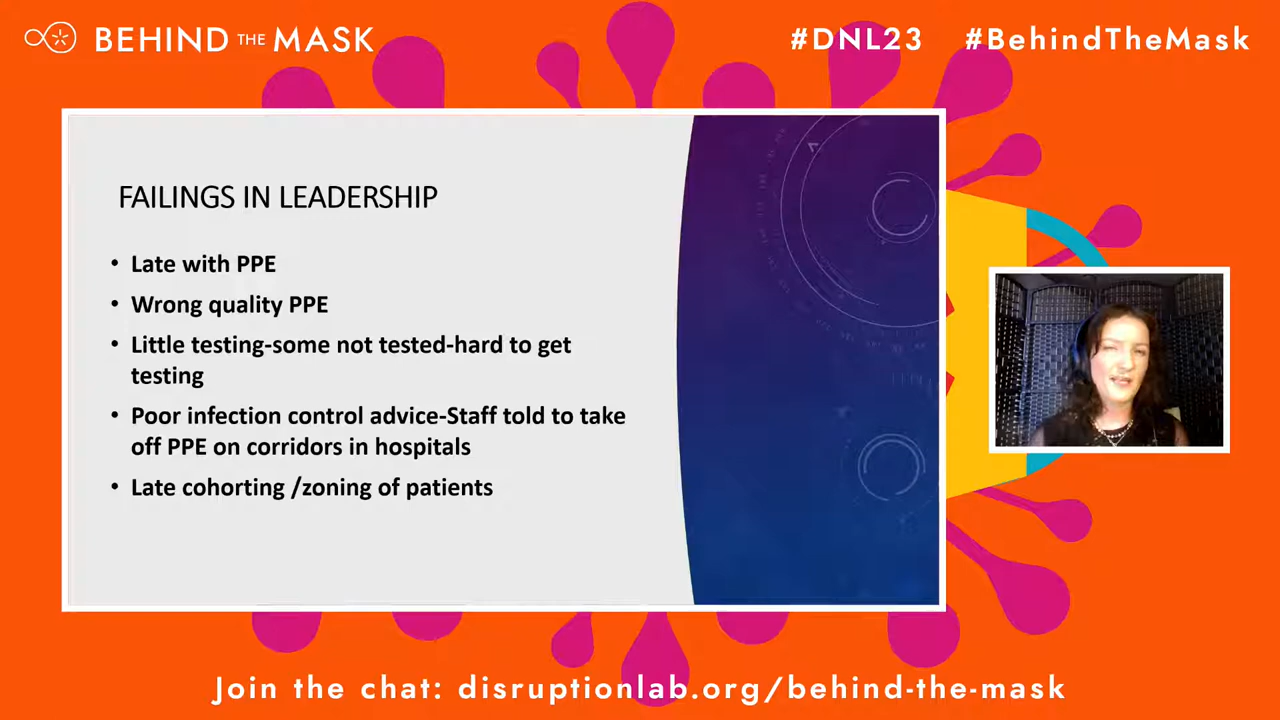 BEHIND THE MASK
#DNL23 #BehindTheMask
FAILINGS IN LEADERSHIP
• Late with PPE
• Wrong quality PPE
• Little testing-some not tested-hard to get
testing
• Poor infection control advice-Staff told to take
off PPE on corridors in hospitals
• Late cohorting /zoning of patients
Join the chat: disruptionlab.org/behind-the-mask